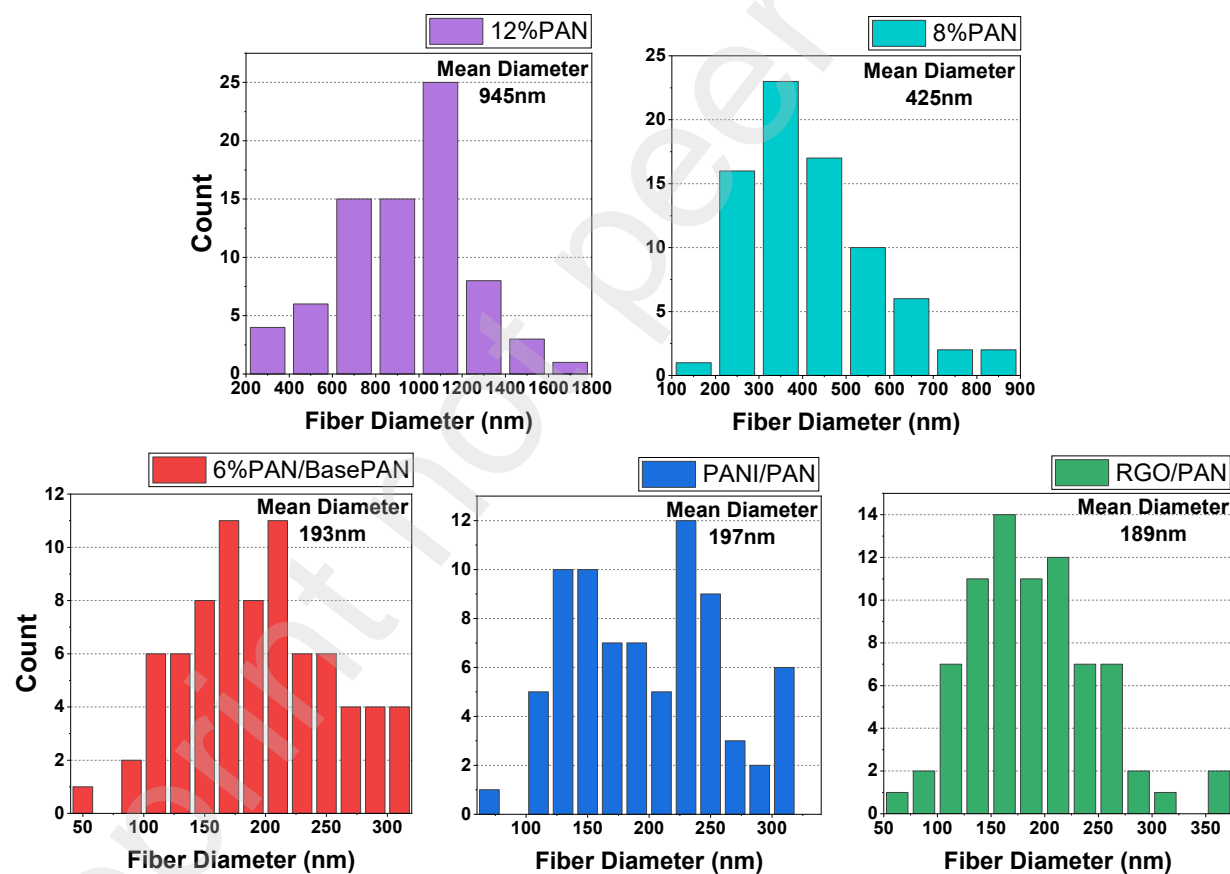 12%PAN
Mean Diameter
945nm
25
20
15
10
5
0
Count
200 400 600 800 1000 1200 1400 1600 1800
Fiber Diameter (nm)
8%PAN
Mean Diameter
425nm
25
20
15
10
5
0
100 200 300 400 500 600 700 800 900
Fiber Diameter (nm)
6%PAN/BasePAN
Mean Diameter
193nm
12
10
8
6
4
2
0
Count
50 100 150 200 250 300
Fiber Diameter (nm)
PANI/PAN
Mean Diameter
197nm
12
10
8
6
4
2
0
100 150 200 250 300
Fiber Diameter (nm)
RGO/PAN
Mean Diameter
189nm
14
12
10
8
6
4
2
0
50 100 150 200 250 300 350
Fiber Diameter (nm)
eprint not peer